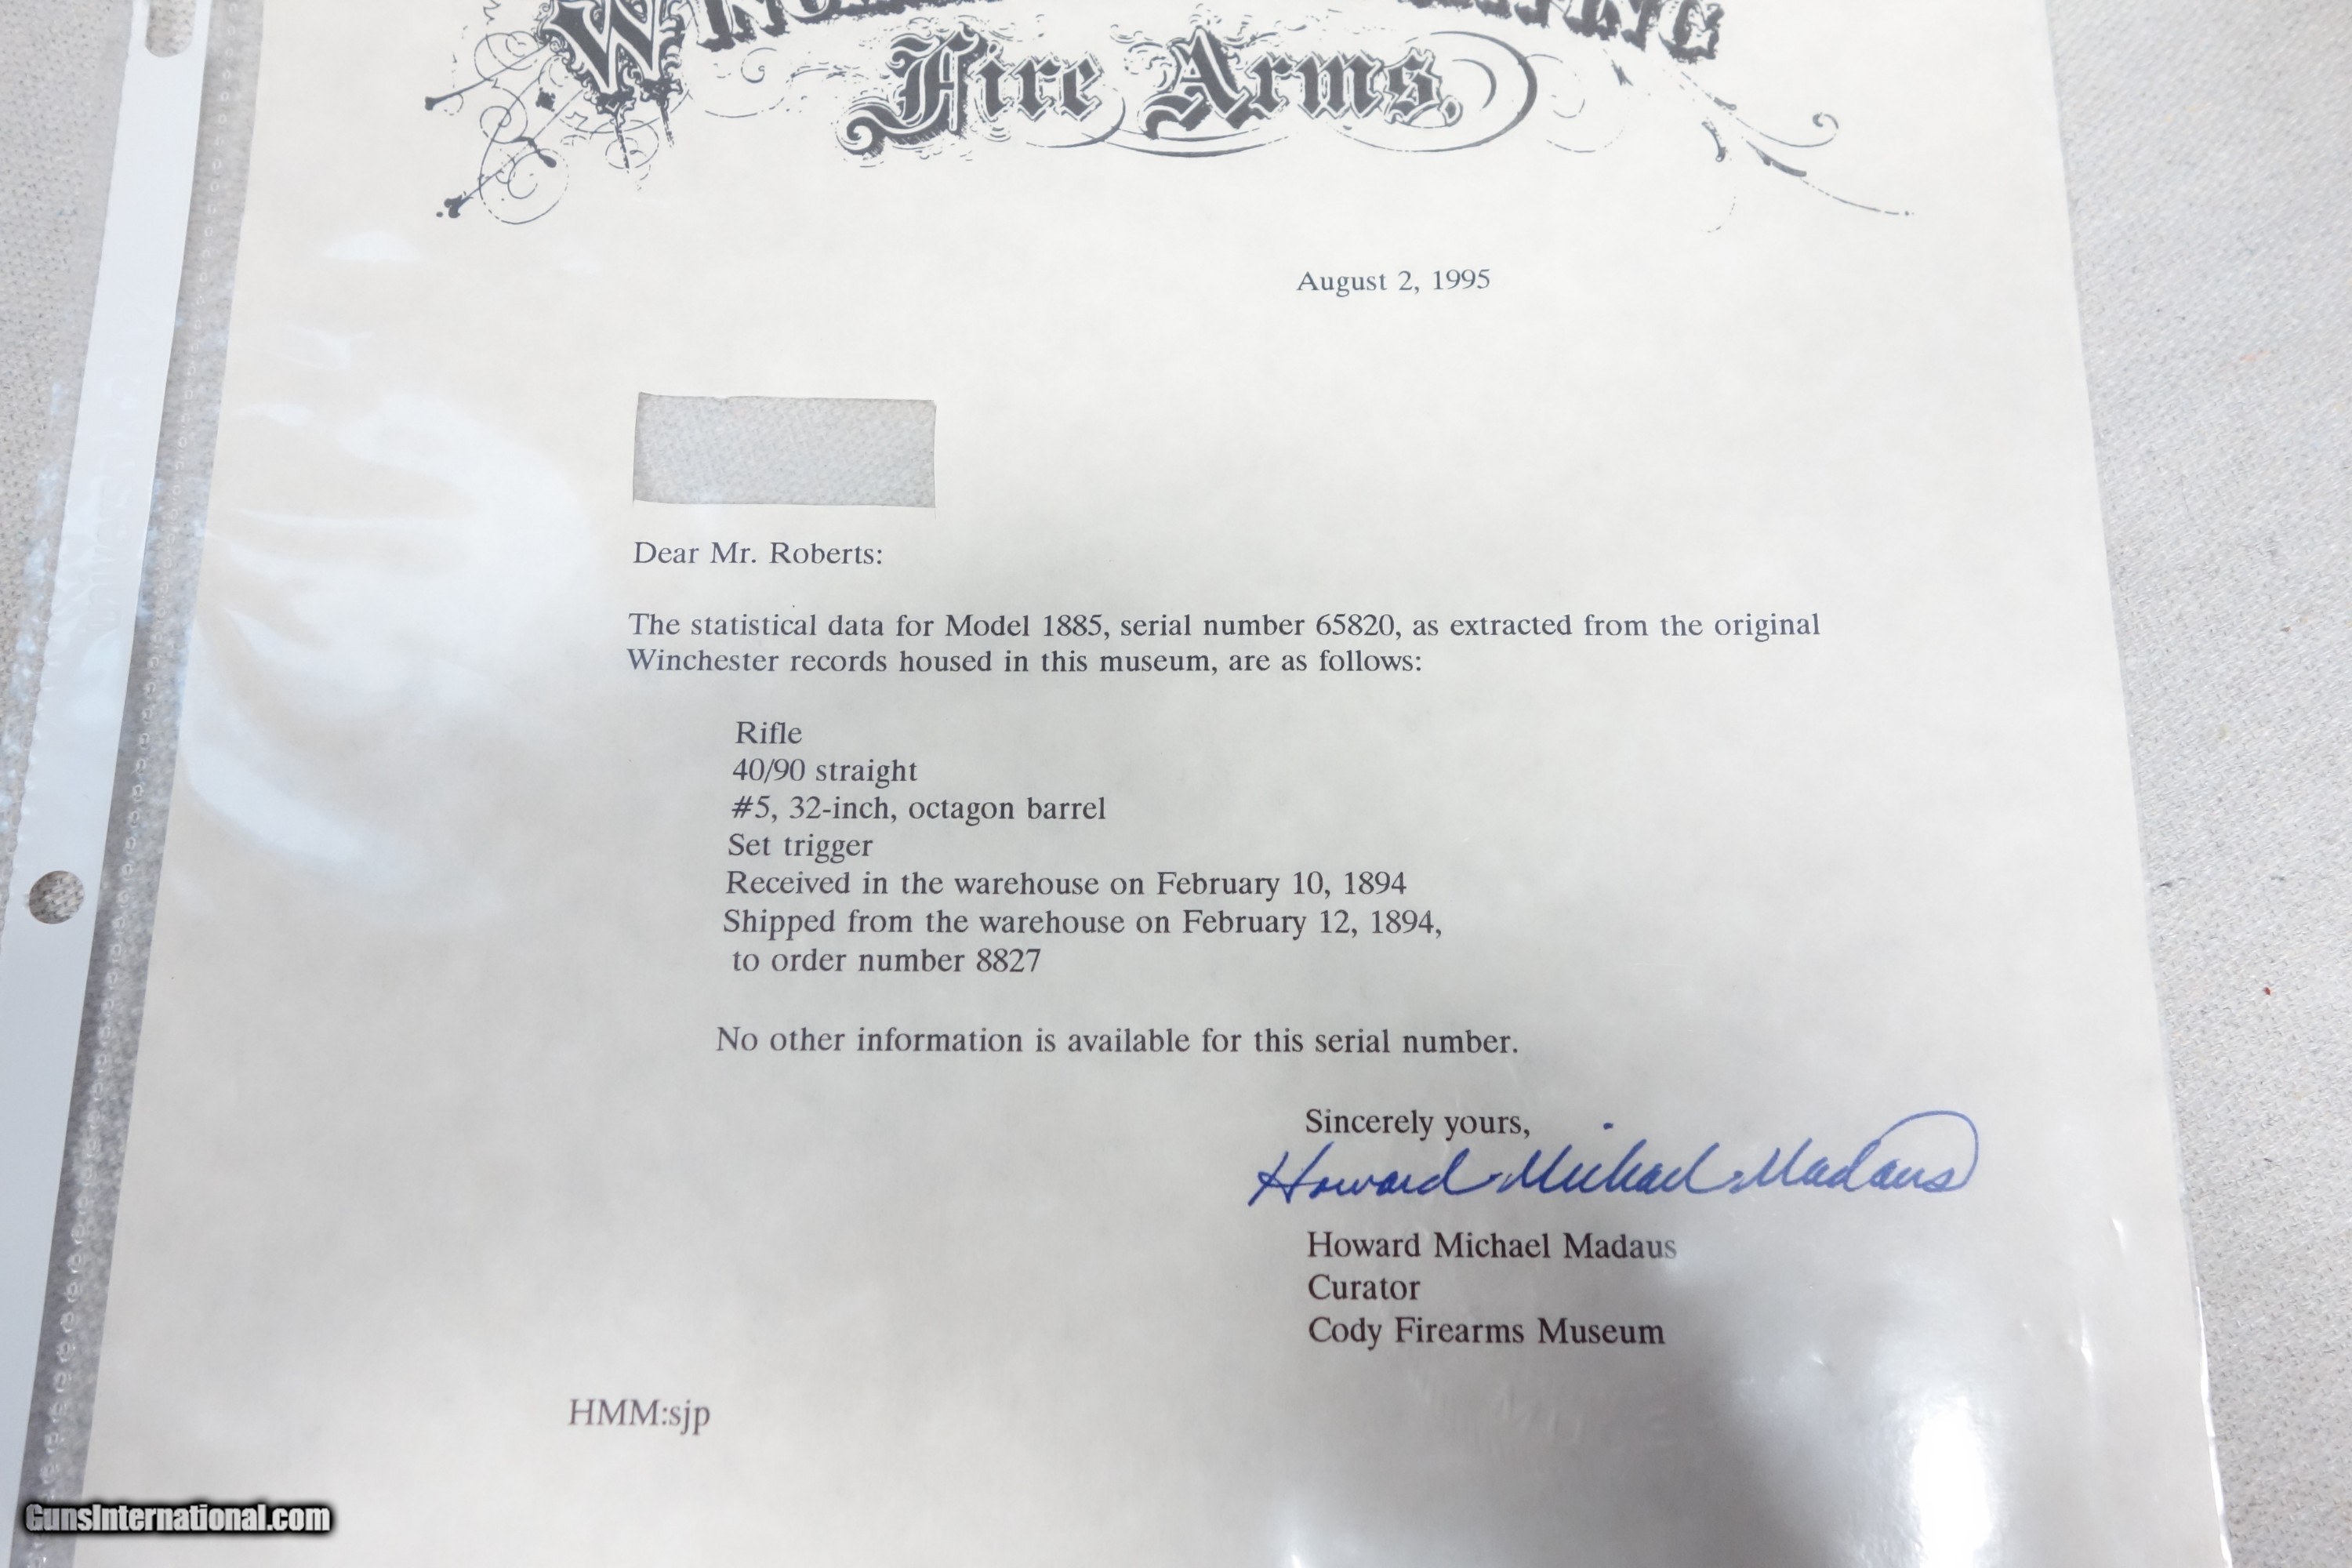 Fire Arms,
August 2, 1995
Dear Mr. Roberts:
The statistical data for Model 1885, serial number 65820, as extracted from the original
Winchester records housed in this museum, are as follows:
Rifle
40/90 straight
#5, 32-inch, octagon barrel
Set trigger
Received in the warehouse on February 10, 1894
Shipped from the warehouse on February 12, 1894,
to order number 8827
No other information is available for this serial number.
Sincerely yours,
Howard Michael Madaus
Howard Michael Madaus
Curator
Cody Firearms Museum
HMM:sjp
GunsInternational.com